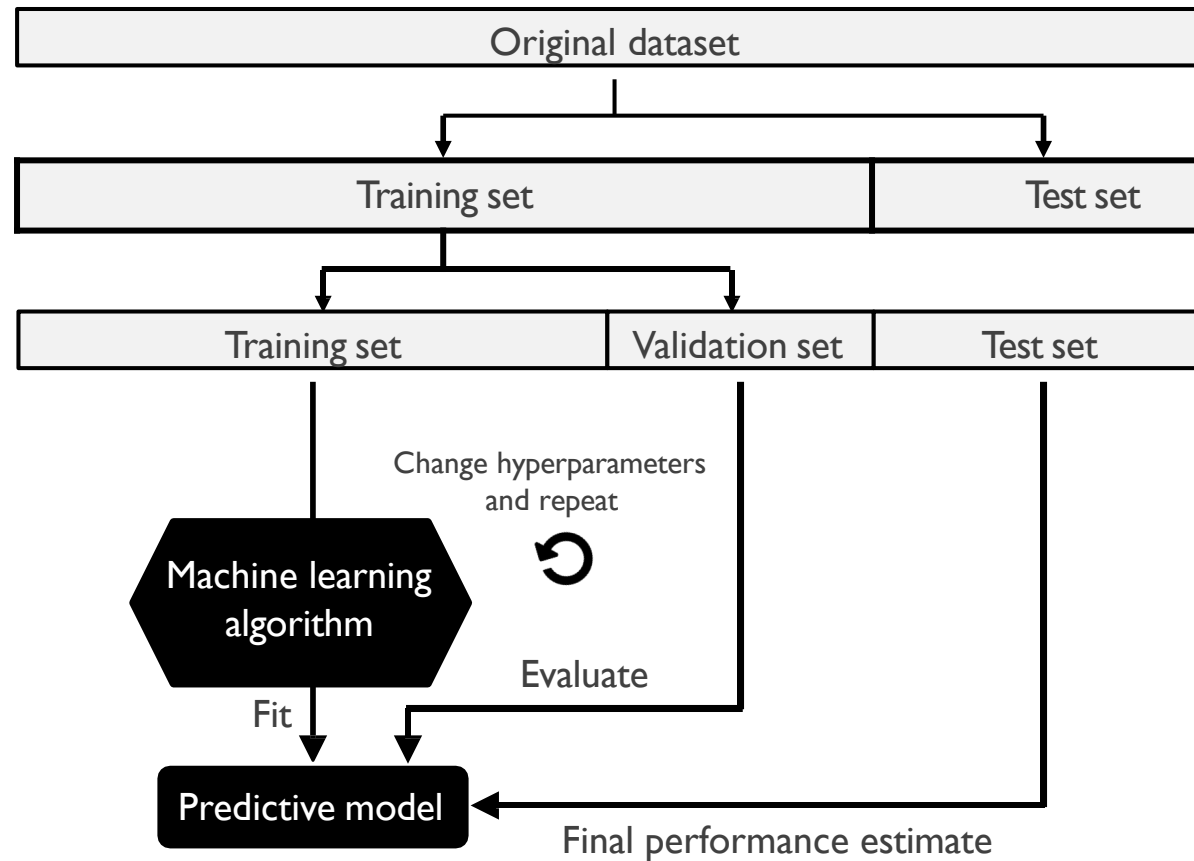 Original dataset
Training set
Test set
Training set
Validation set
Test set
Change hyperparameters
and repeat
Machine learning
algorithm
Evaluate
Fit
Predictive model
Final performance estimate